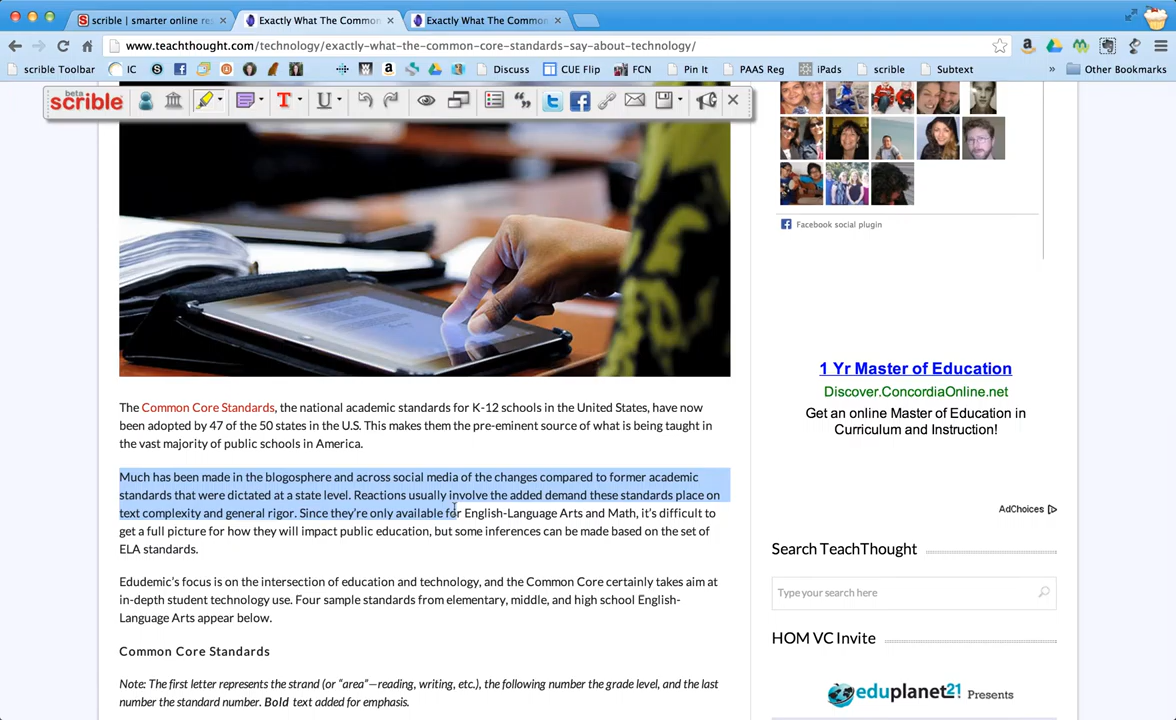 scrible | smarter online re
Exactly What The Common
Exactly What The Common
www.teachthought.com/technology/exactly-what-the-common-core-standards-say-about-technology/
scrible Toolbar
IC
Discuss
CUE Flip
FCN
Pin It
PAAS Reg
iPads
scrible
Subtext
»
Other Bookmarks
beta
scrible
Facebook social plugin
1 Yr Master of Education
Discover.ConcordiaOnline.net
Get an online Master of Education in
Curriculum and Instruction!
AdChoices
The Common Core Standards, the national academic standards for K-12 schools in the United States, have now
been adopted by 47 of the 50 states in the U.S. This makes them the pre-eminent source of what is being taught in
the vast majority of public schools in America.
Much has been made in the blogosphere and across social media of the changes compared to former academic
standards that were dictated at a state level. Reactions usually involve the added demand these standards place on
text complexity and general rigor. Since they’re only available for English-Language Arts and Math, it’s difficult to
get a full picture for how they will impact public education, but some inferences can be made based on the set of
ELA standards.
Edudemic’s focus is on the intersection of education and technology, and the Common Core certainly takes aim at
in-depth student technology use. Four sample standards from elementary, middle, and high school English-
Language Arts appear below.
Common Core Standards
Note: The first letter represents the strand (or “area”—reading, writing, etc.), the following number the grade level, and the last
number the standard number. Bold text added for emphasis.
Search TeachThought
Type your search here
HOM VC Invite
eduplanet21 Presents